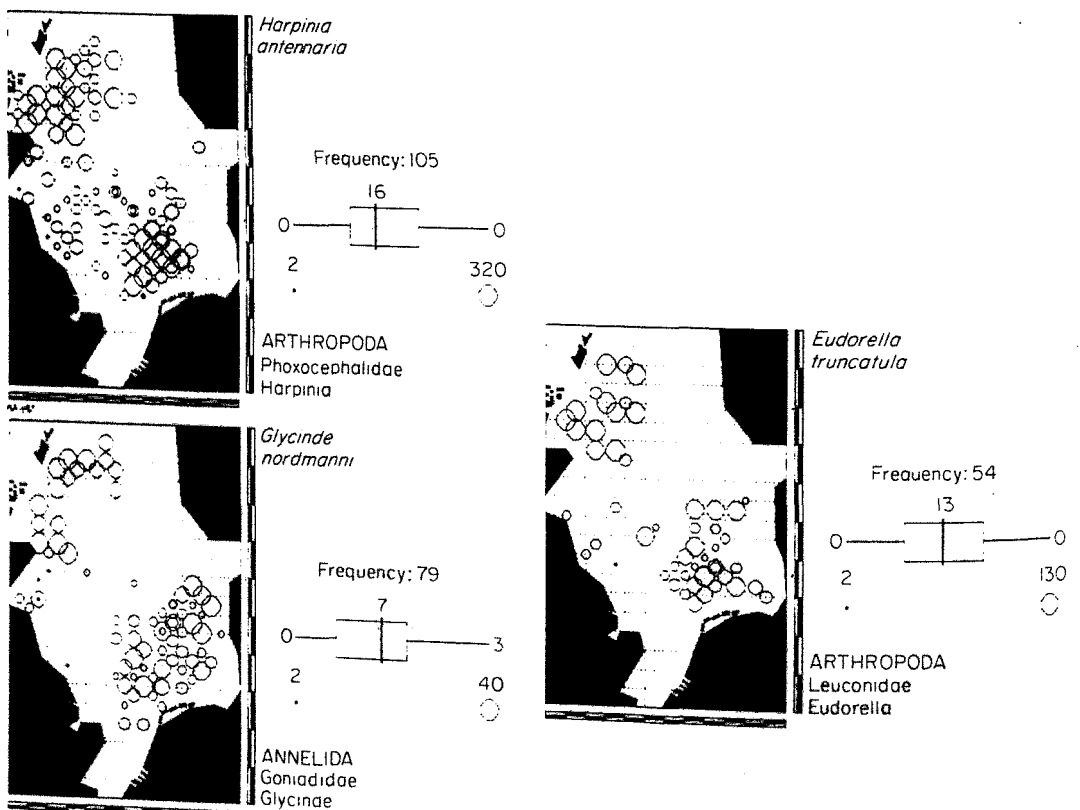 Harpinia
antennaria
Frequency: 105
16
0
0
2
320
ARTHROPODA
Phoxocephalidae
Harpinia
Glycinde
nordmanni
Frequency: 79
7
0
3
2
40
ANNELIDA
Goniadidae
Glycinde
Eudorella
truncatula
Frequency: 54
13
0
0
2
130
ARTHROPODA
Leuconidae
Eudorella